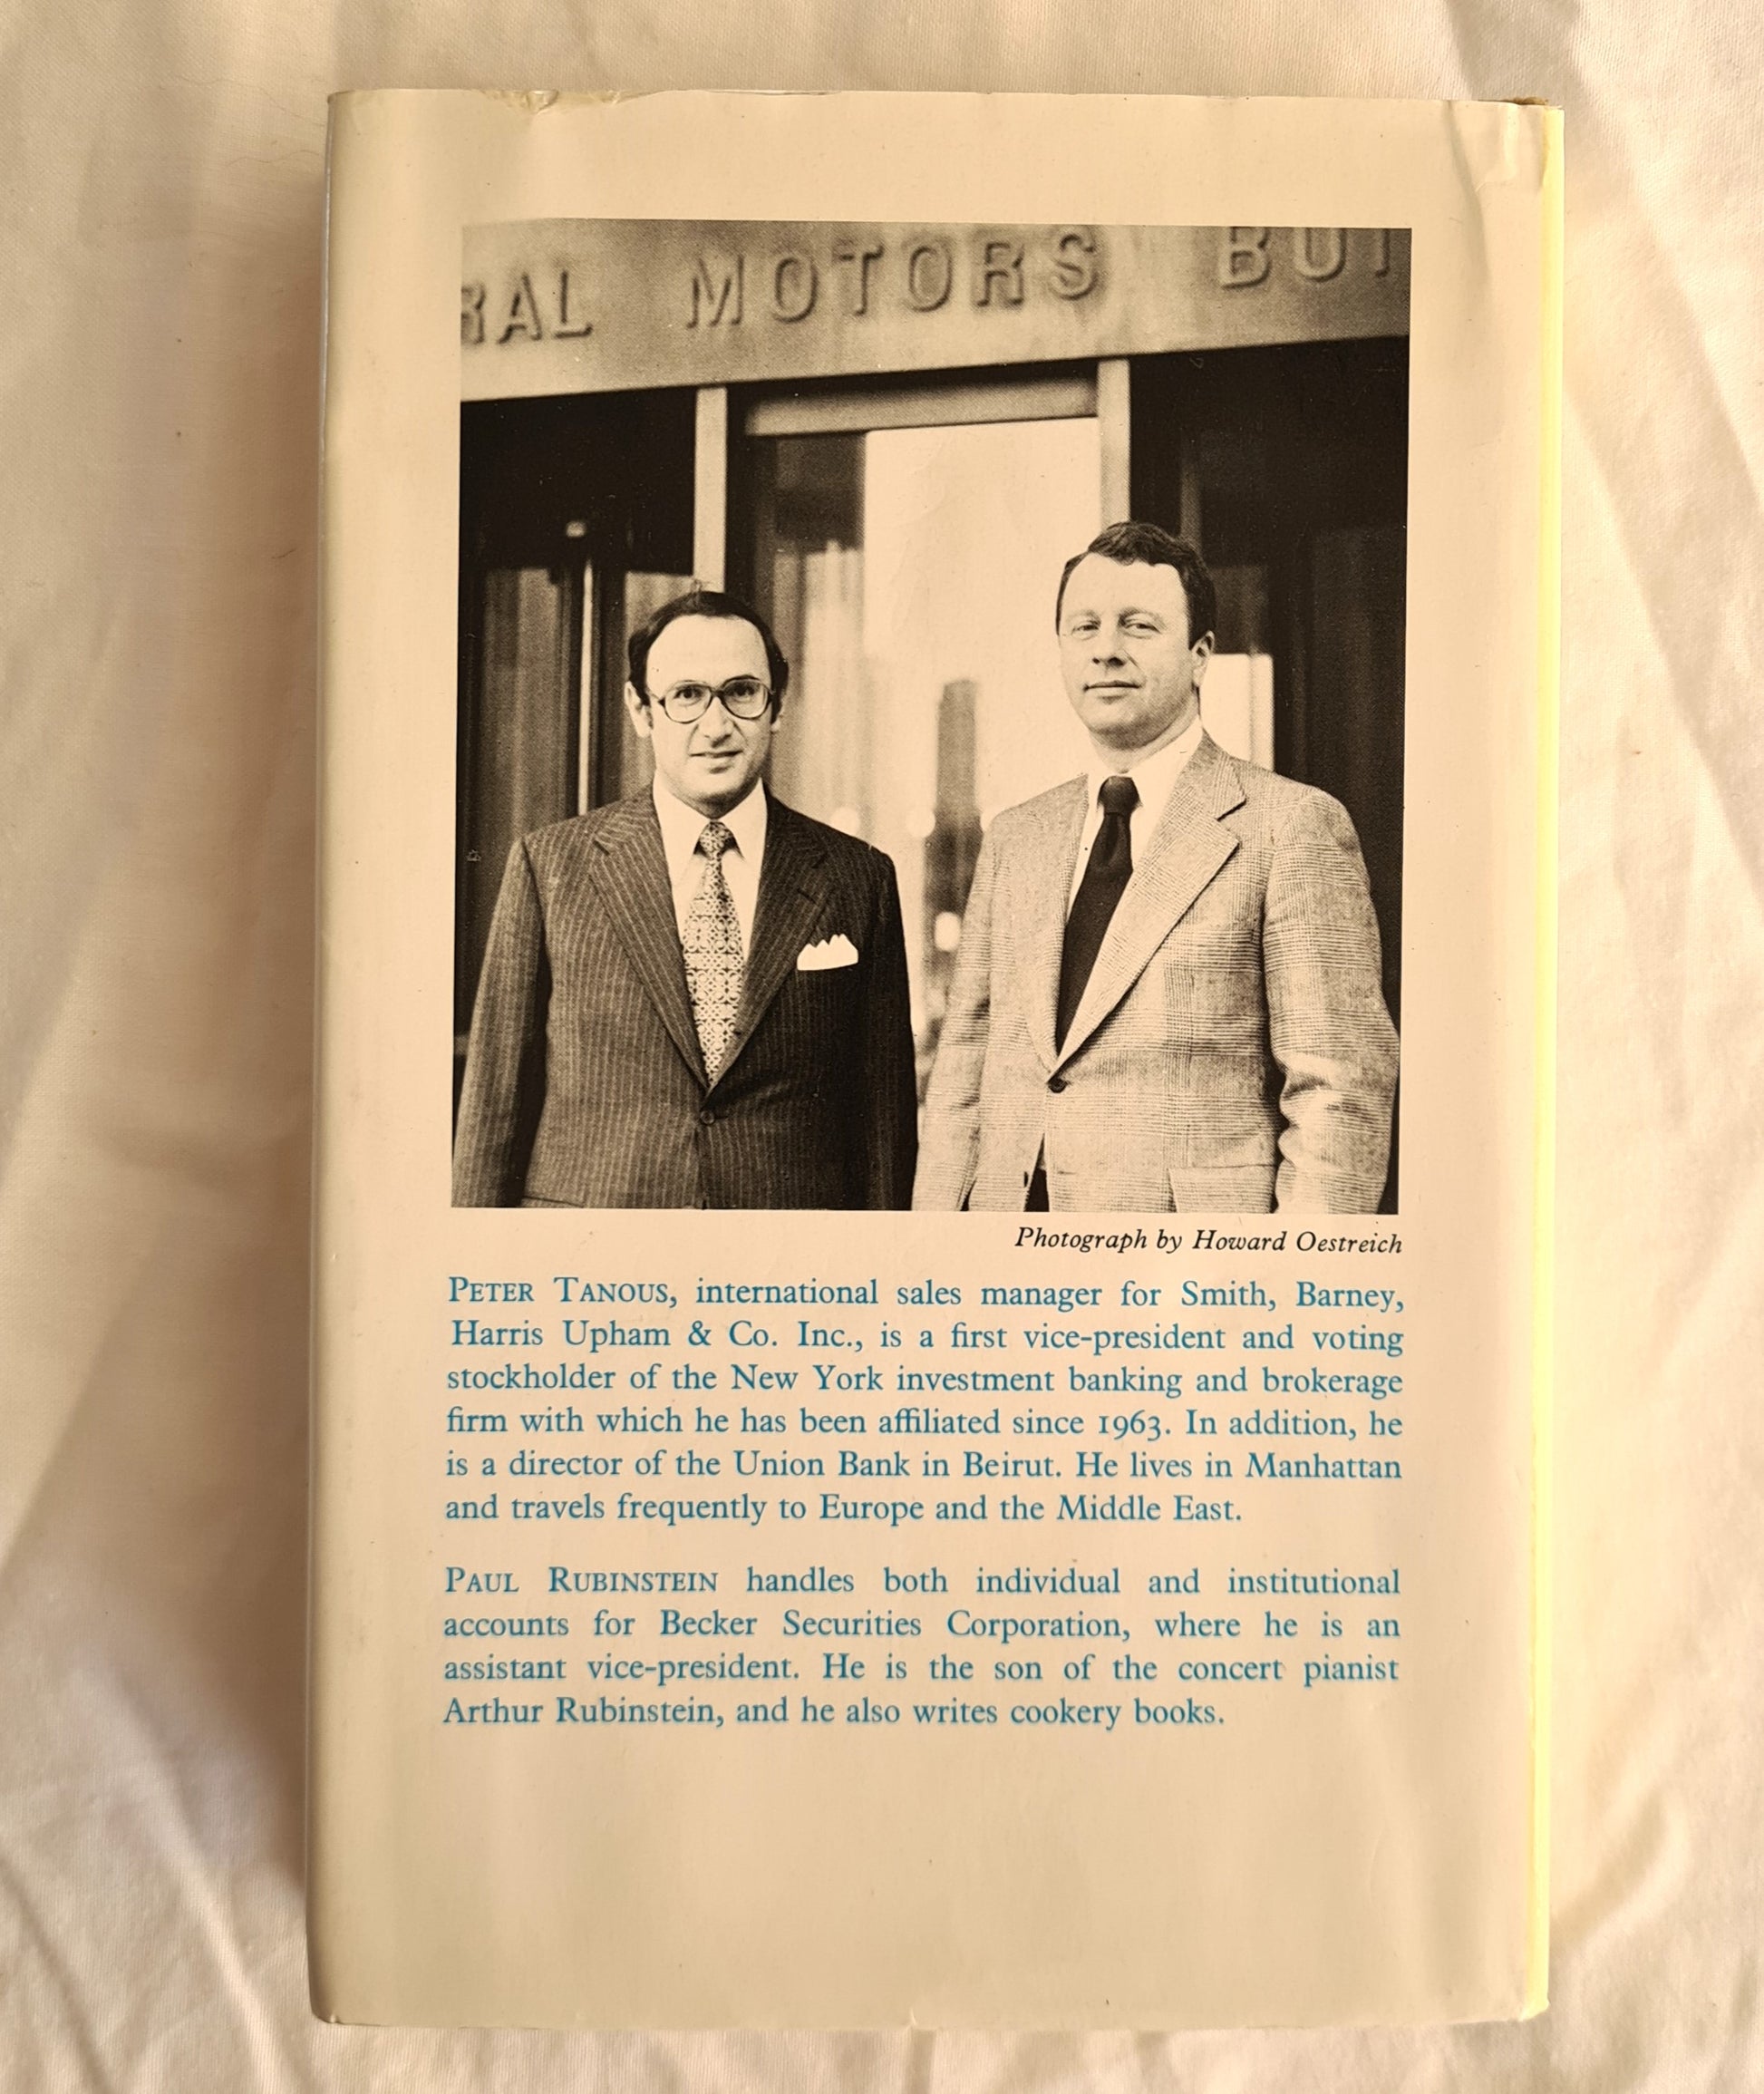 RAL MOTORS BUI
Photograph by Howard Oestreich
PETER TANOUS, international sales manager for Smith, Barney,
Harris Upham & Co. Inc., is a first vice-president and voting
stockholder of the New York investment banking and brokerage
firm with which he has been affiliated since 1963. In addition, he
is a director of the Union Bank in Beirut. He lives in Manhattan
and travels frequently to Europe and the Middle East.
PAUL RUBINSTEIN handles both individual and institutional
accounts for Becker Securities Corporation, where he is an
assistant vice-president. He is the son of the concert pianist
Arthur Rubinstein, and he also writes cookery books.